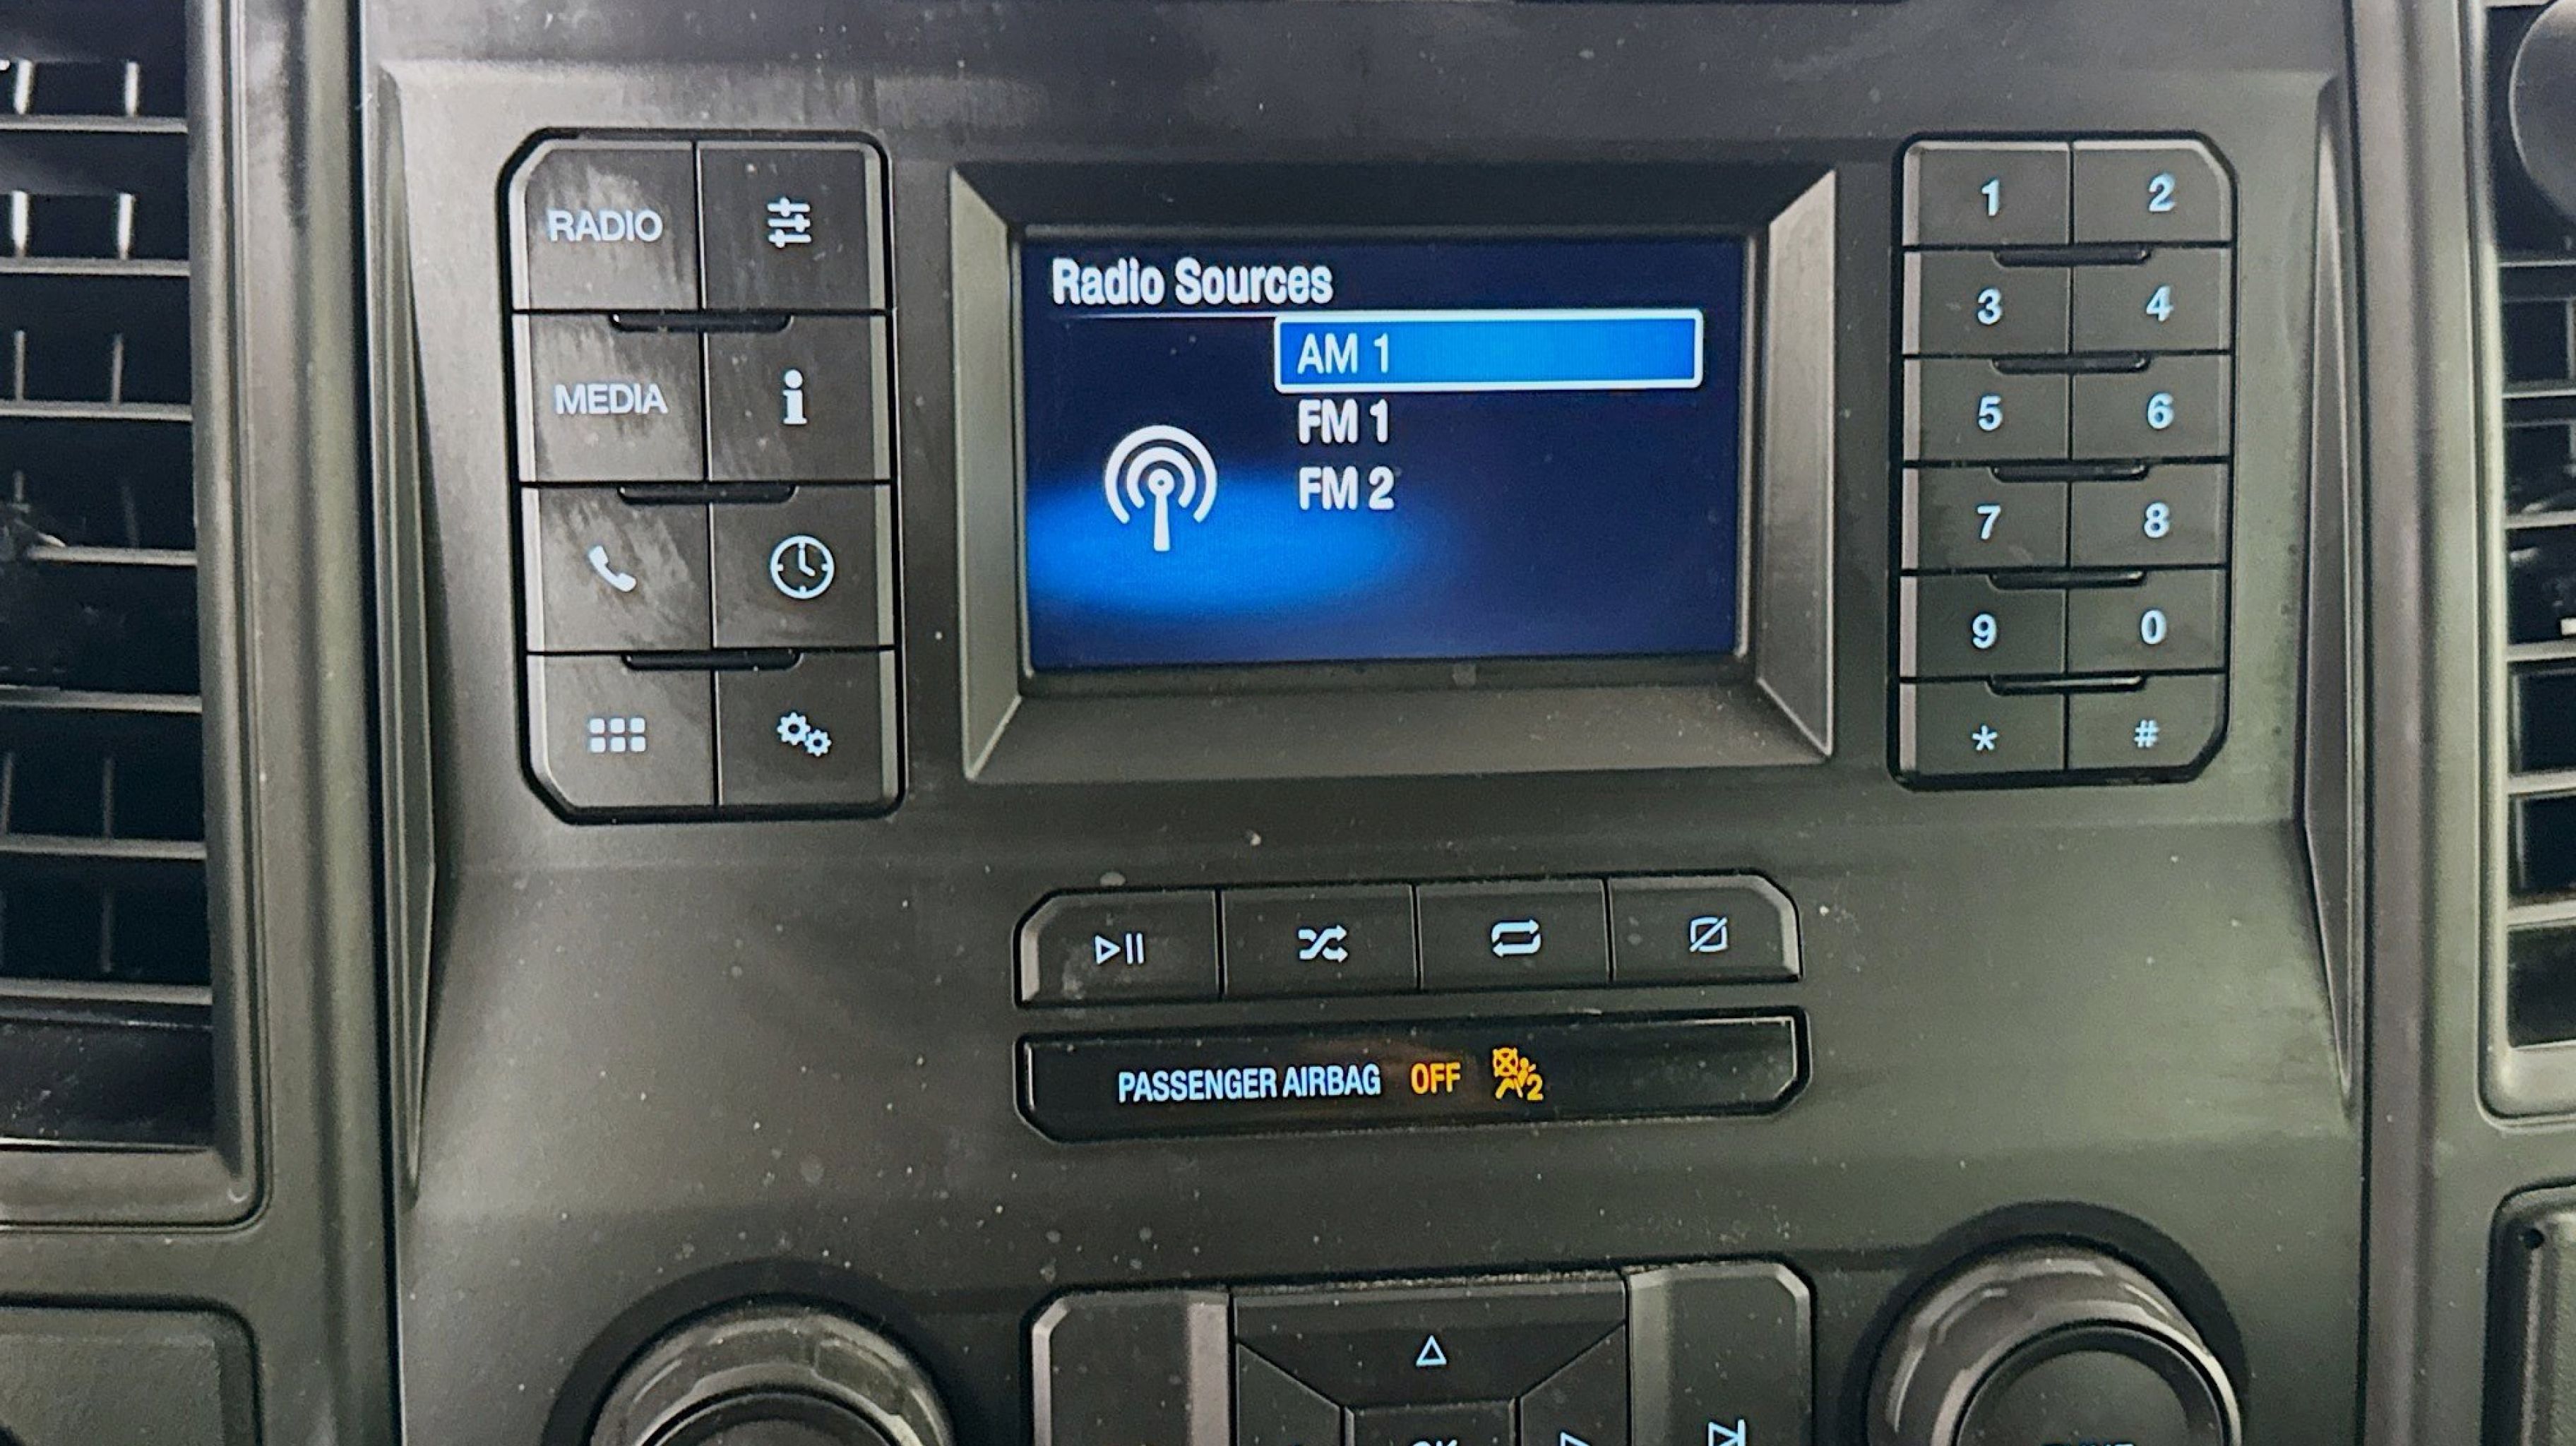 RADIO
MEDIA
Radio Sources
AM 1
FM 1
FM 2
1 2
3 4
5 6
7 8
9 0
* #
PASSENGER AIRBAG OFF 2